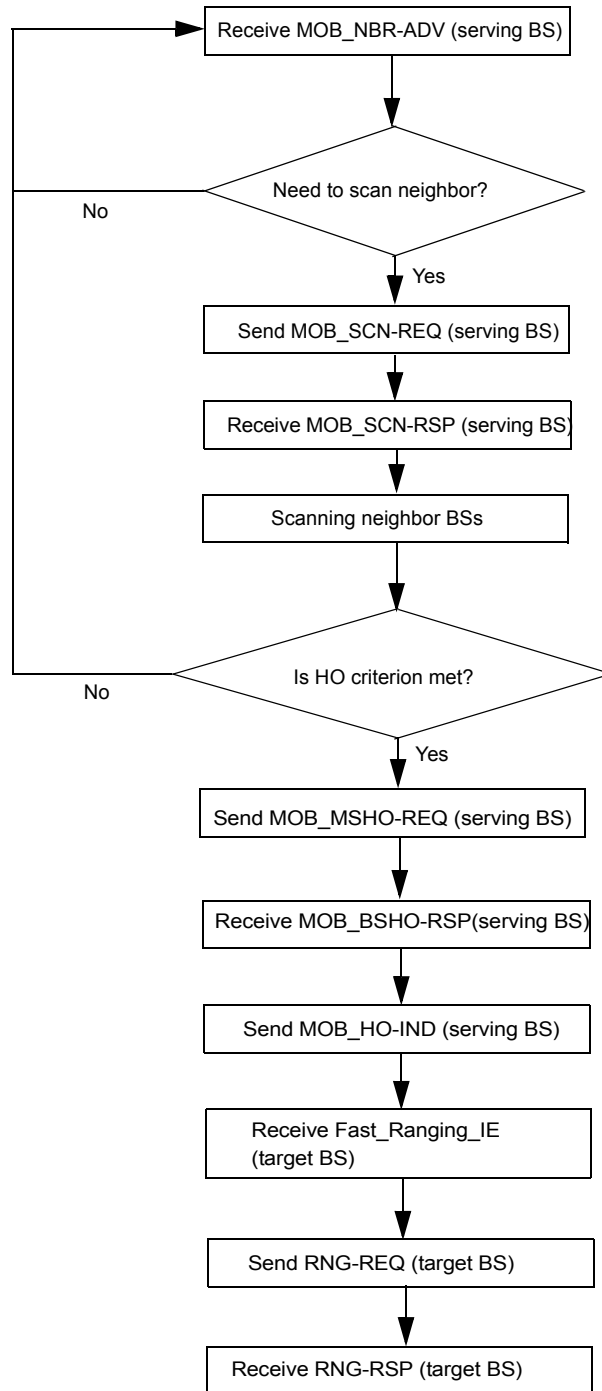 Receive MOB_NBR-ADV (serving BS)
Need to scan neighbor?
No
Yes
Send MOB_SCN-REQ (serving BS)
Receive MOB_SCN-RSP (serving BS)
Scanning neighbor BSs
Is HO criterion met?
No
Yes
Send MOB_MSHO-REQ (serving BS)
Receive MOB_BSHO-RSP(serving BS)
Send MOB_HO-IND (serving BS)
Receive Fast_Ranging_IE
(target BS)
Send RNG-REQ (target BS)
Receive RNG-RSP (target BS)